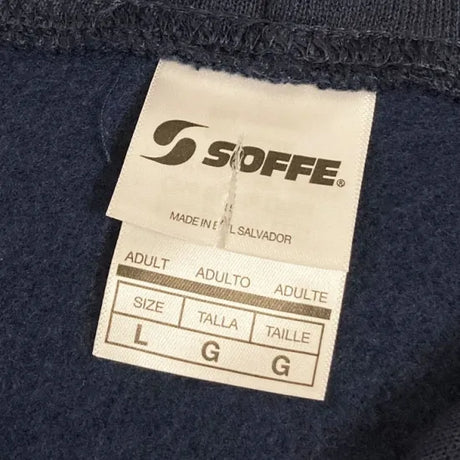 SOFFE®
MADE IN EL SALVADOR
ADULT ADULTO ADULTE
SIZE TALLA TAILLE
L G G